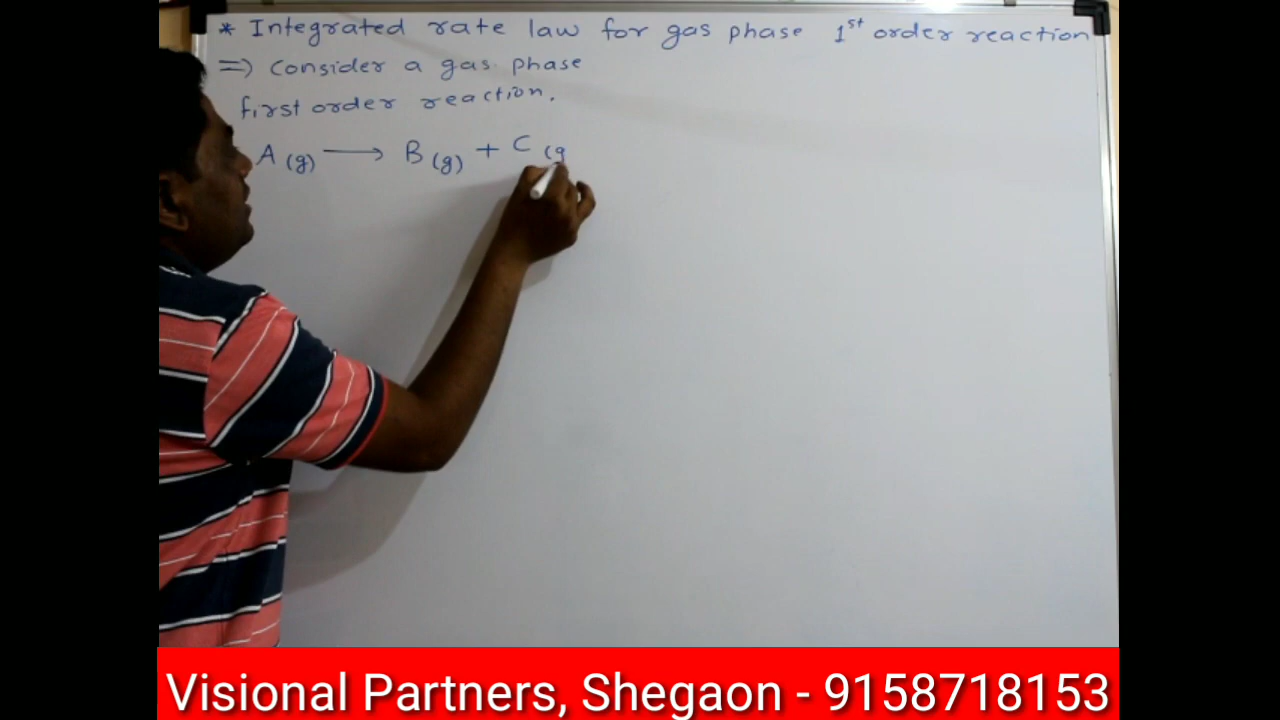 * Integrated rate law for gas phase 1st order reaction
=) Consider a gas phase
first order reaction.
A (g) ⟶ B (g) + C (g
Visional Partners, Shegaon - 9158718153